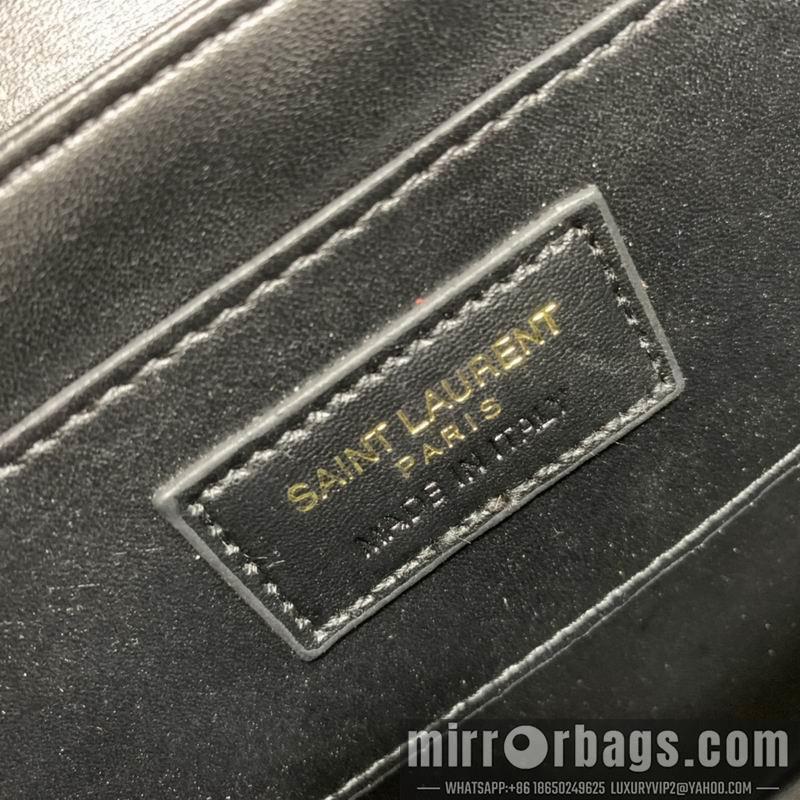 SAINT LAURENT
PARIS
MADE IN ITALY
mirrorbags.com
WHATSAPP:+86 18650249625 LUXURYVIP2@YAHOO.COM